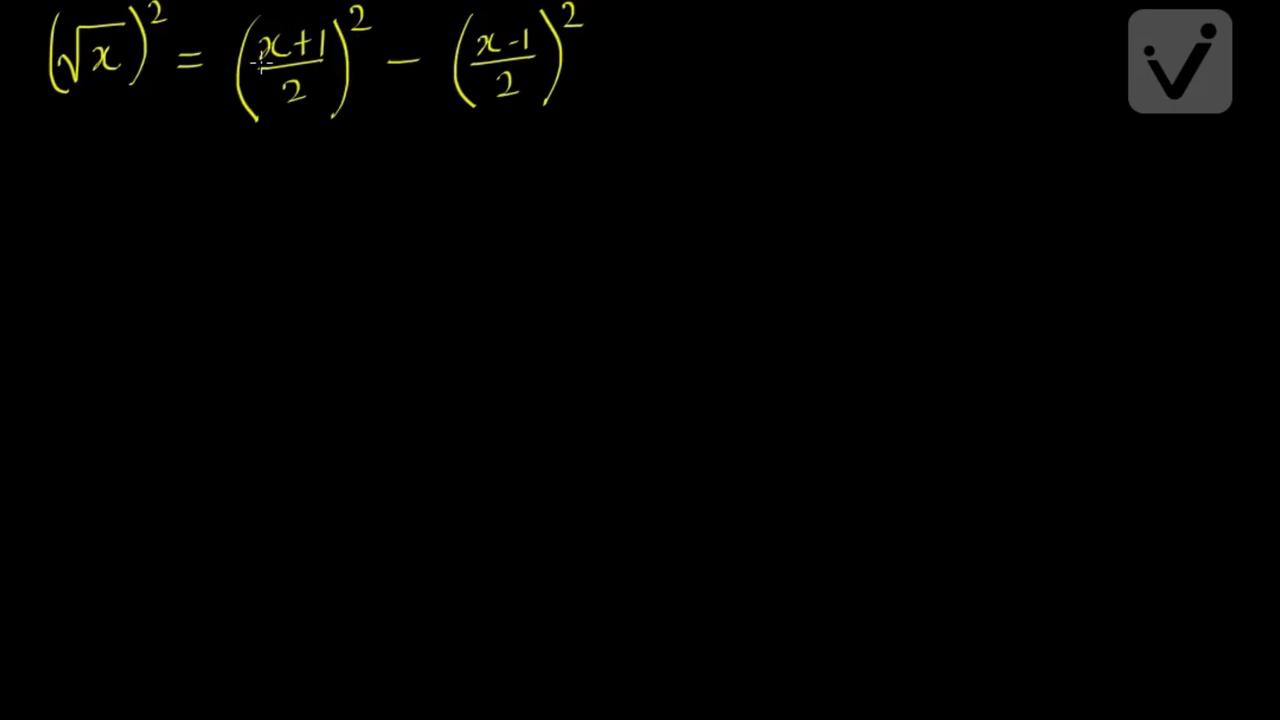 (√x)² = ((x+1)/2)² − ((x-1)/2)²